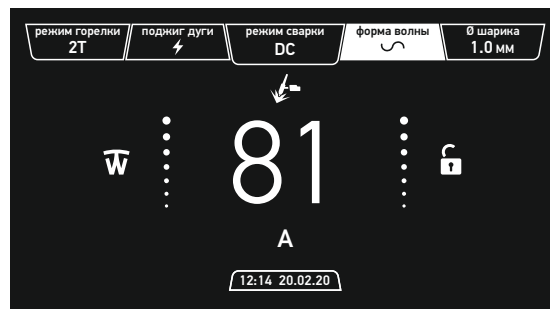 режим горелки
2T
поджиг дуги
режим сварки
DC
форма волны
Ø шарика
1.0 мм
81
A
12:14 20.02.20